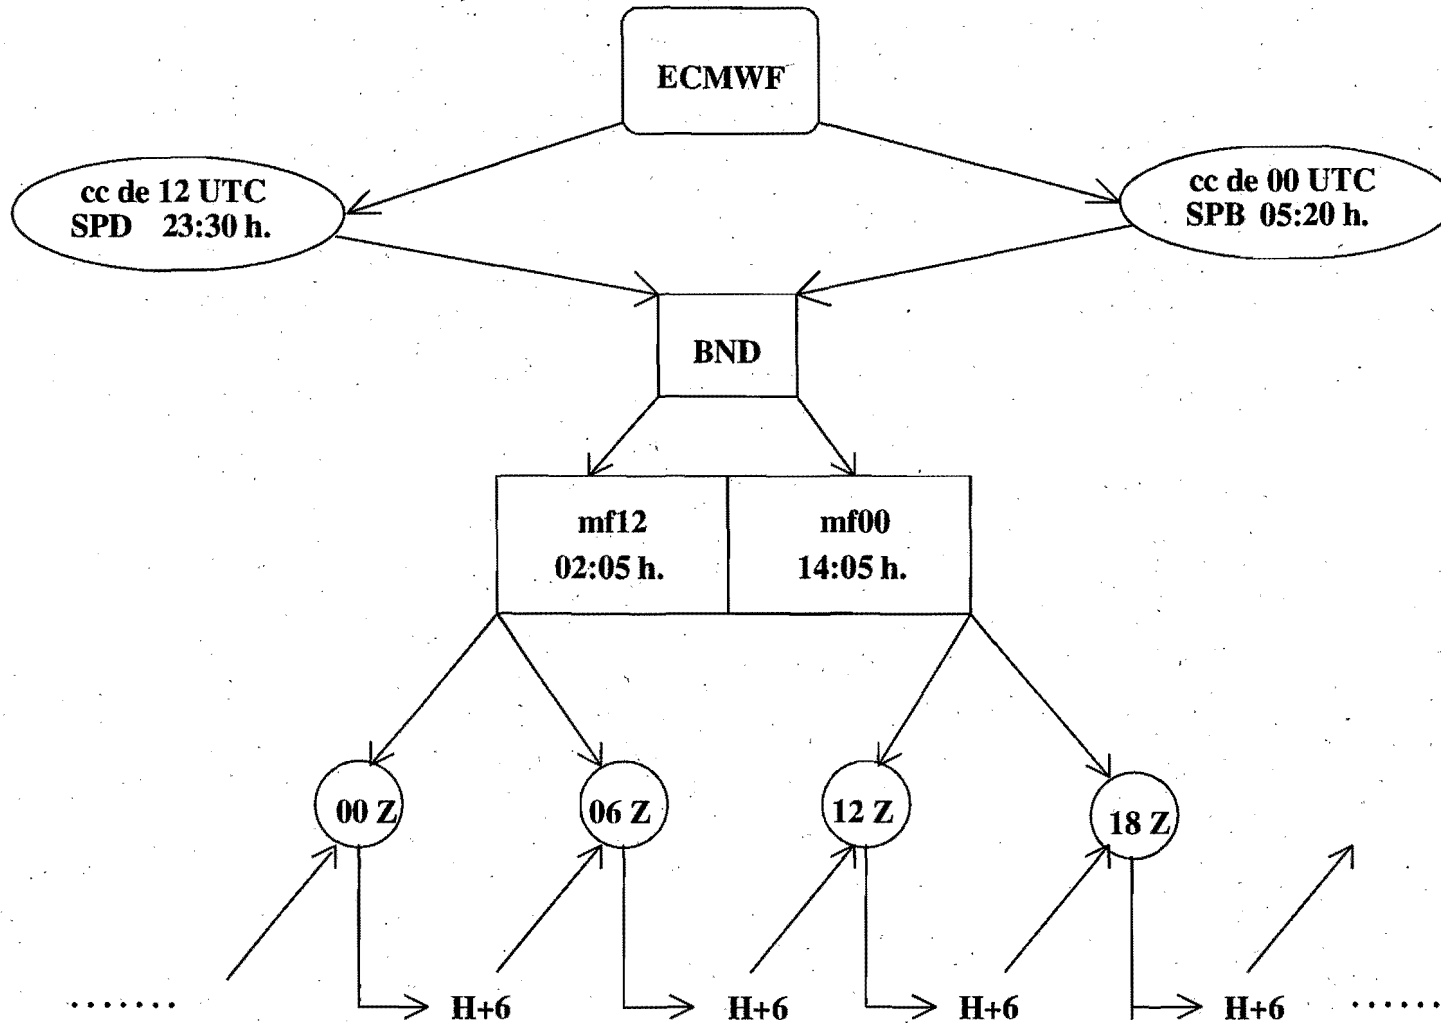 ECMWF
cc de 12 UTC
SPD 23:30 h.
cc de 00 UTC
SPB 05:20 h.
BND
mf12
02:05 h.
mf00
14:05 h.
00 Z
06 Z
12 Z
18 Z
.......
H+6
H+6
H+6
H+6
......